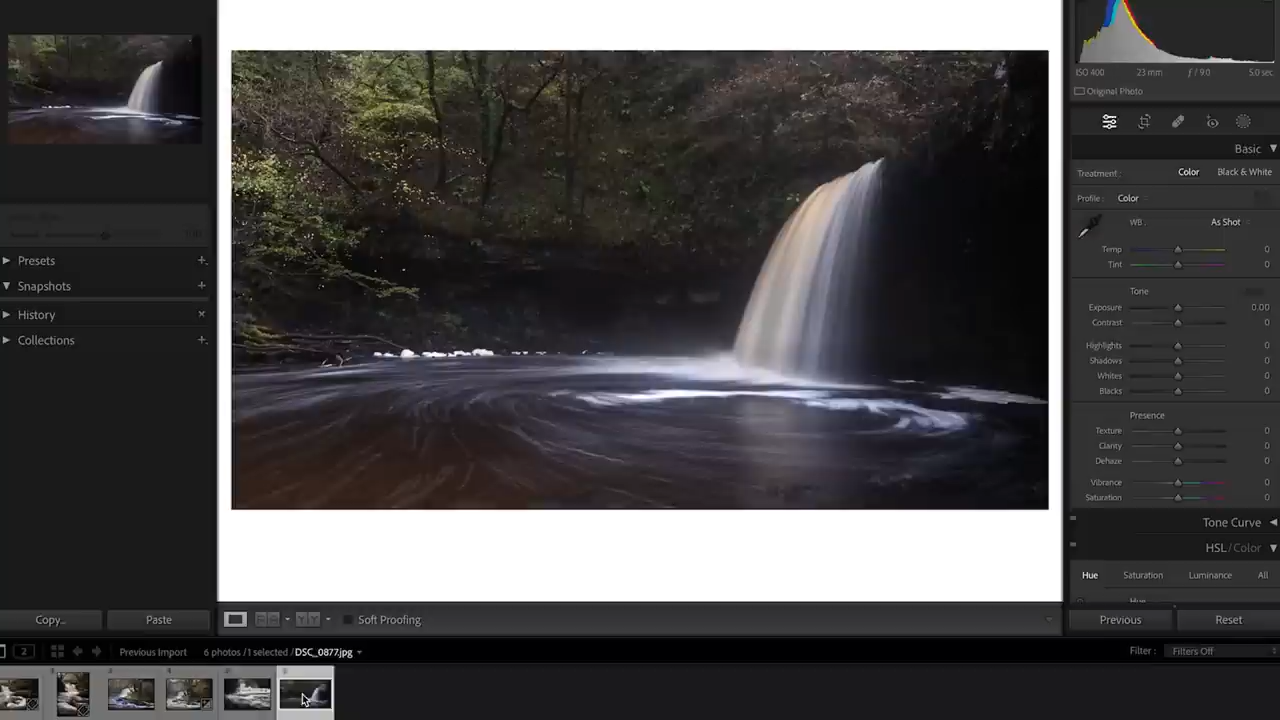 ISO 400 23 mm ƒ / 9.0 5.0 sec
Original Photo
Basic
Treatment : Color Black & White
Profile : Color
WB : As Shot
Temp 0
Tint 0
Tone
Exposure 0.00
Contrast 0
Highlights 0
Shadows 0
Whites 0
Blacks 0
Presence
Texture 0
Clarity 0
Dehaze 0
Vibrance 0
Saturation 0
Tone Curve
HSL / Color
Hue Saturation Luminance All
Hue
Presets
Snapshots
History
Collections
Copy... Paste
Soft Proofing
Previous Reset
2 Previous Import 6 photos / 1 selected / DSC_0877.jpg
Filter : Filters Off